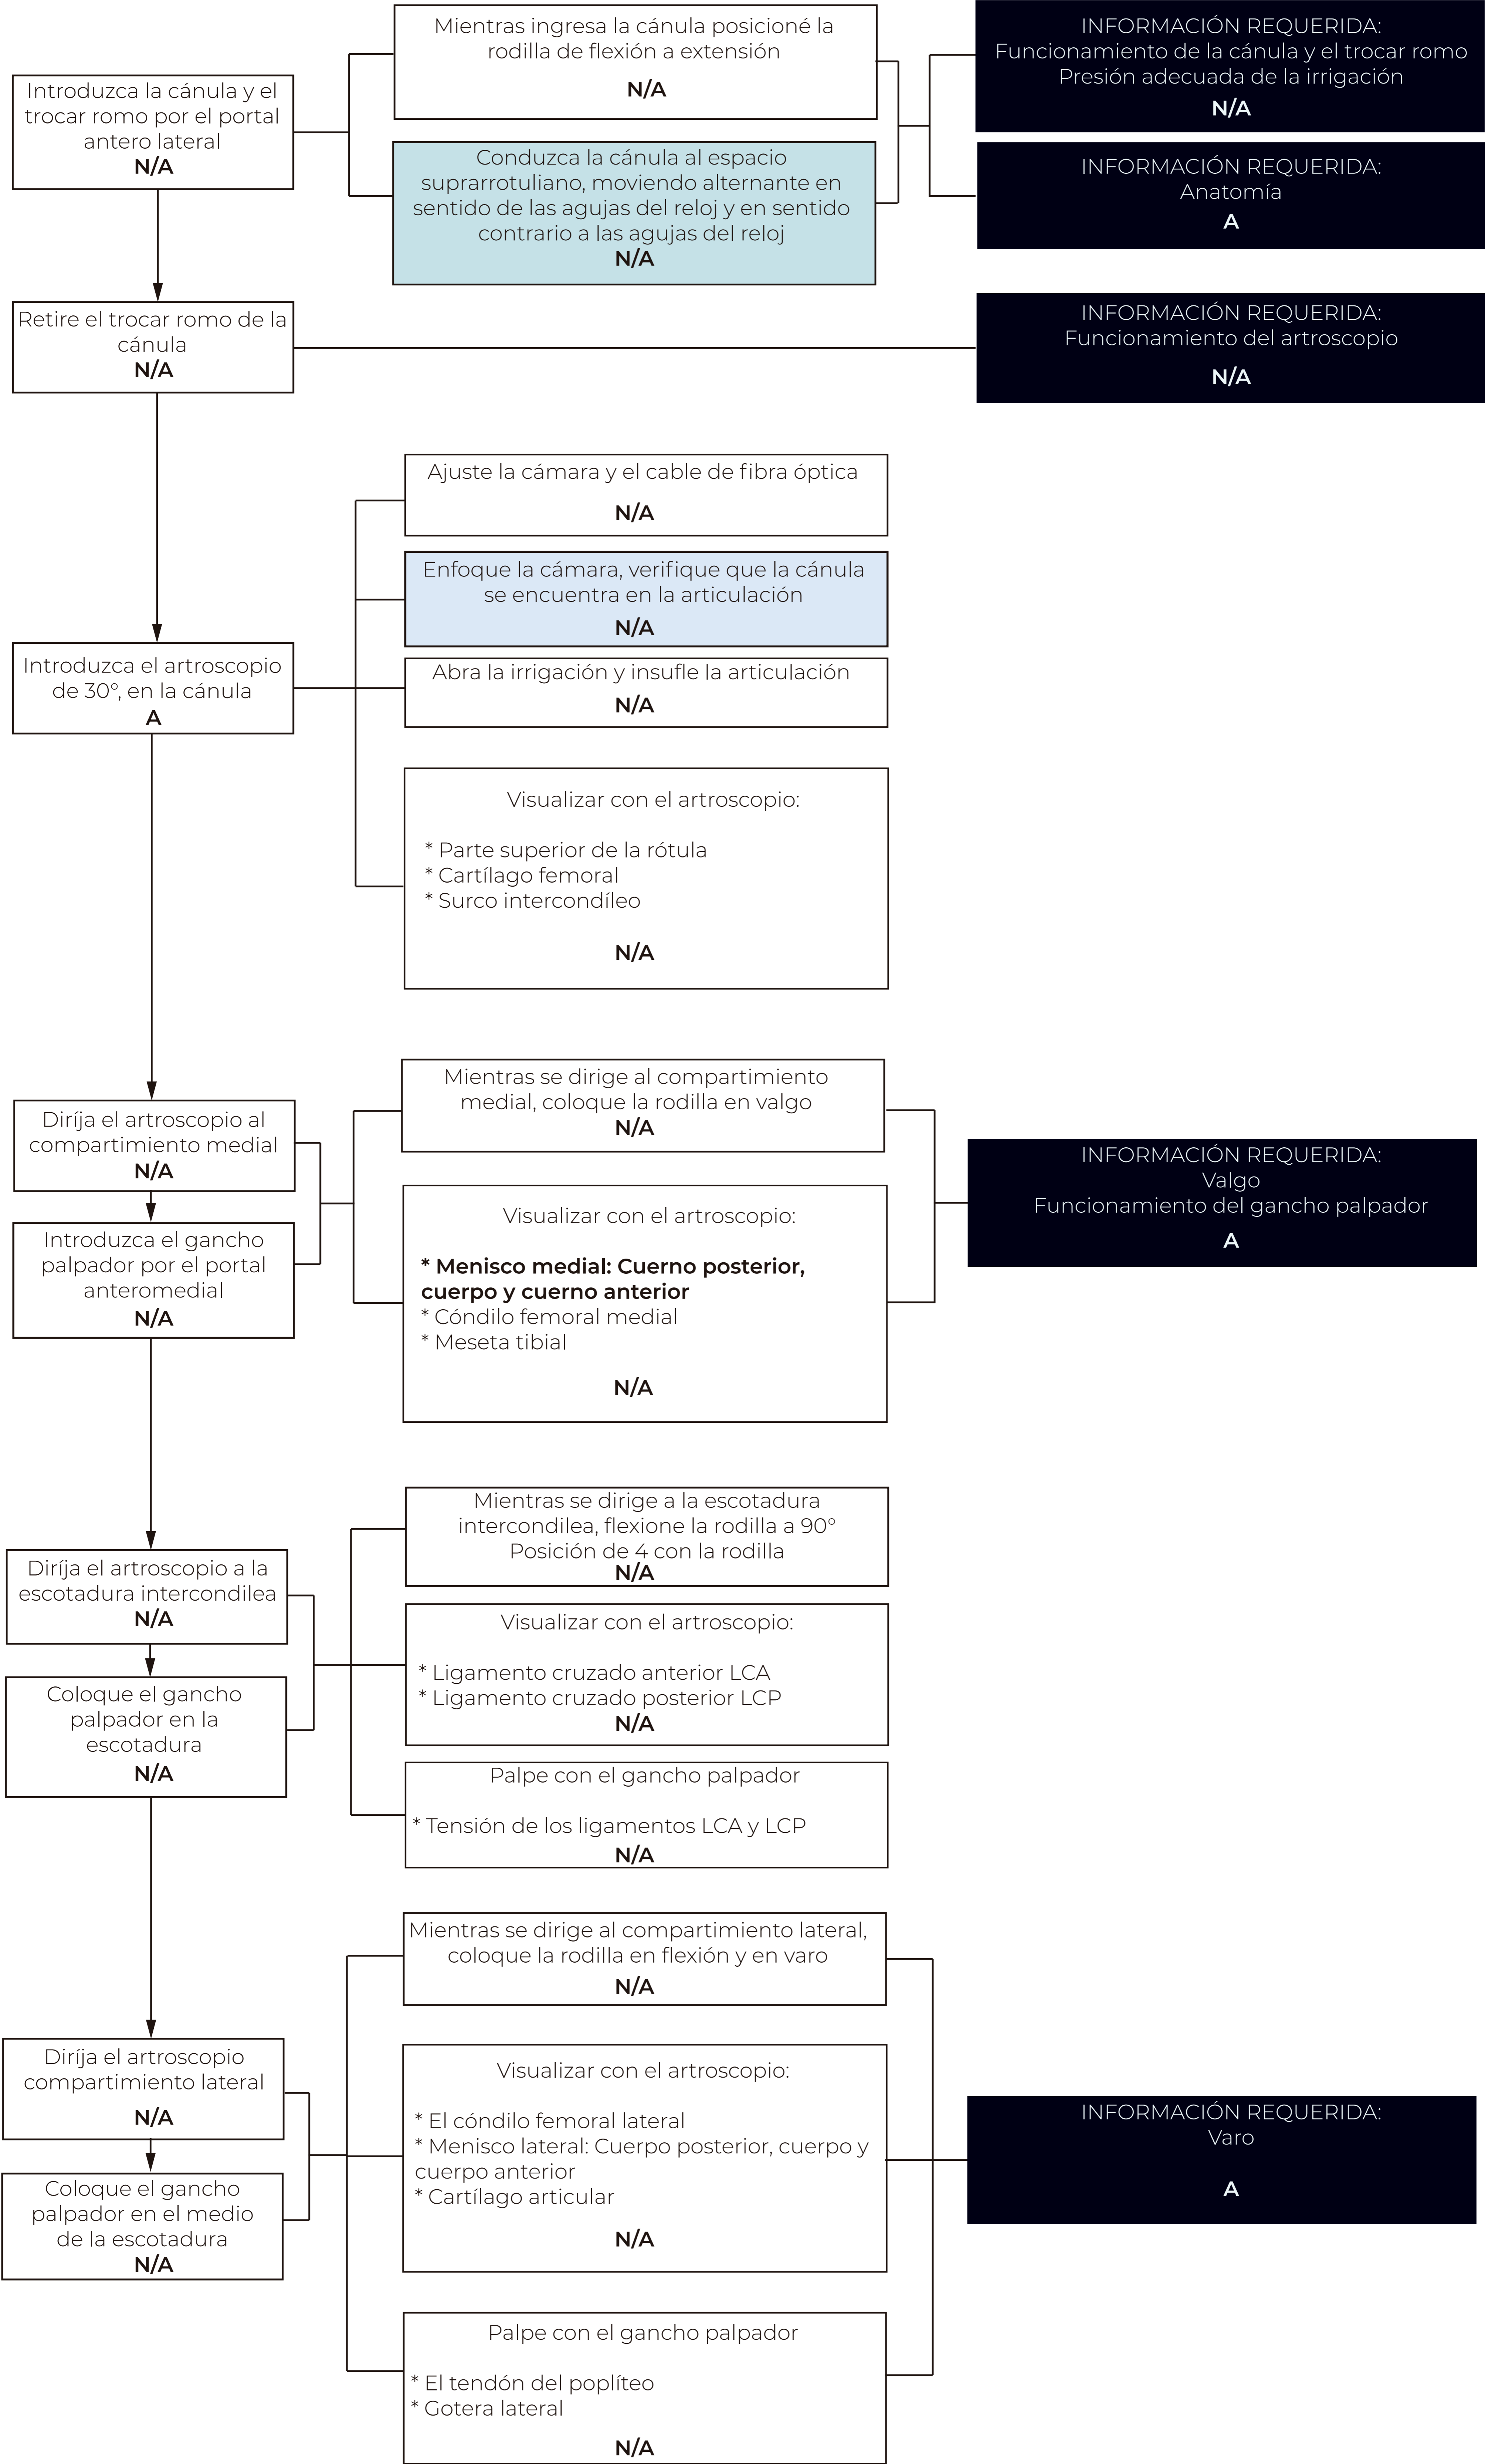 Introduzca la cánula y el
trocar romo por el portal
antero lateral
N/A
Mientras ingresa la cánula posicioné la
rodilla de flexión a extensión
N/A
Conduzca la cánula al espacio
suprarrotuliano, moviendo alternante en
sentido de las agujas del reloj y en sentido
contrario a las agujas del reloj
N/A
INFORMACIÓN REQUERIDA:
Funcionamiento de la cánula y el trocar romo
Presión adecuada de la irrigación
N/A
INFORMACIÓN REQUERIDA:
Anatomía
A
Retire el trocar romo de la
cánula
N/A
INFORMACIÓN REQUERIDA:
Funcionamiento del artroscopio
N/A
Introduzca el artroscopio
de 30°, en la cánula
A
Ajuste la cámara y el cable de fibra óptica
N/A
Enfoque la cámara, verifique que la cánula
se encuentra en la articulación
N/A
Abra la irrigación y insufle la articulación
N/A
Visualizar con el artroscopio:
* Parte superior de la rótula
* Cartílago femoral
* Surco intercondíleo
N/A
Diríja el artroscopio al
compartimiento medial
N/A
Introduzca el gancho
palpador por el portal
anteromedial
N/A
Mientras se dirige al compartimiento
medial, coloque la rodilla en valgo
N/A
Visualizar con el artroscopio:
* Menisco medial: Cuerno posterior,
cuerpo y cuerno anterior
* Cóndilo femoral medial
* Meseta tibial
N/A
INFORMACIÓN REQUERIDA:
Valgo
Funcionamiento del gancho palpador
A
Diríja el artroscopio a la
escotadura intercondilea
N/A
Coloque el gancho
palpador en la
escotadura
N/A
Mientras se dirige a la escotadura
intercondilea, flexione la rodilla a 90°
Posición de 4 con la rodilla
N/A
Visualizar con el artroscopio:
* Ligamento cruzado anterior LCA
* Ligamento cruzado posterior LCP
N/A
Palpe con el gancho palpador
* Tensión de los ligamentos LCA y LCP
N/A
Diríja el artroscopio
compartimiento lateral
N/A
Coloque el gancho
palpador en el medio
de la escotadura
N/A
Mientras se dirige al compartimiento lateral,
coloque la rodilla en flexión y en varo
N/A
Visualizar con el artroscopio:
* El cóndilo femoral lateral
* Menisco lateral: Cuerpo posterior, cuerpo y
cuerpo anterior
* Cartílago articular
N/A
Palpe con el gancho palpador
* El tendón del poplíteo
* Gotera lateral
N/A
INFORMACIÓN REQUERIDA:
Varo
A